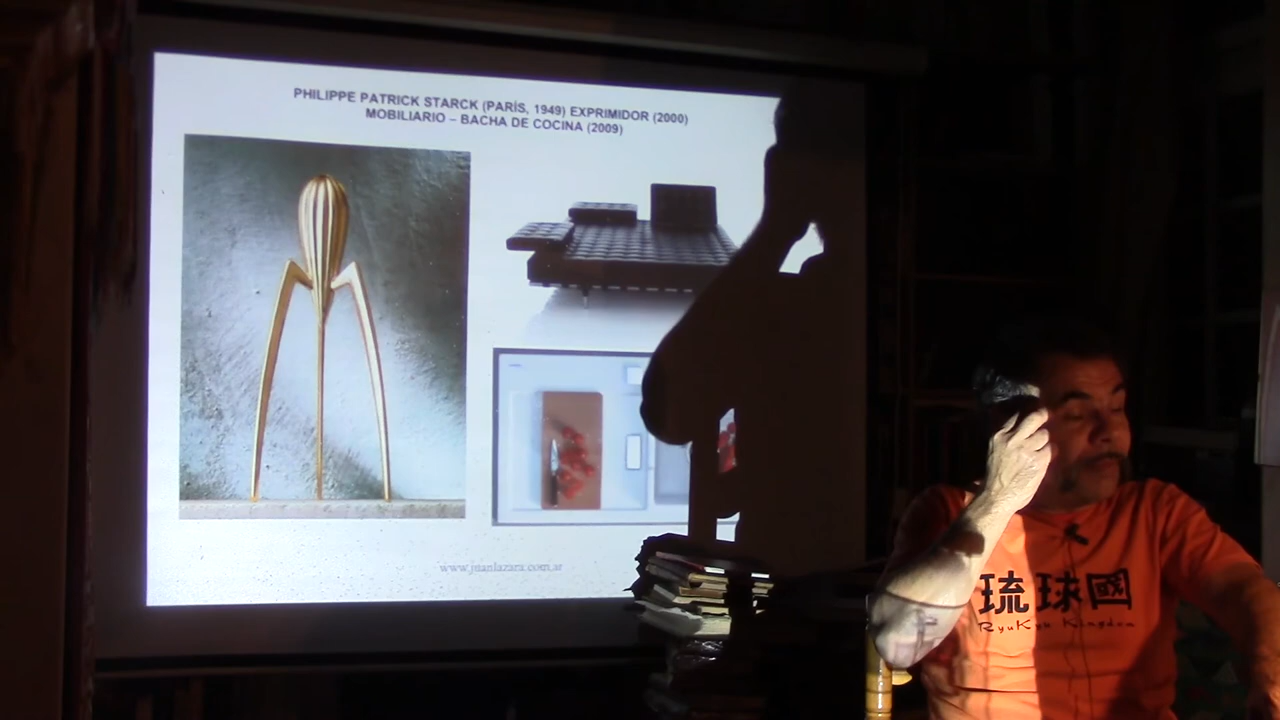 PHILIPPE PATRICK STARCK (PARÍS, 1949) EXPRIMIDOR (2000)
MOBILIARIO – BACHA DE COCINA (2009)
www.juanlazara.com.ar
琉球國
RyuKyu Kingdom